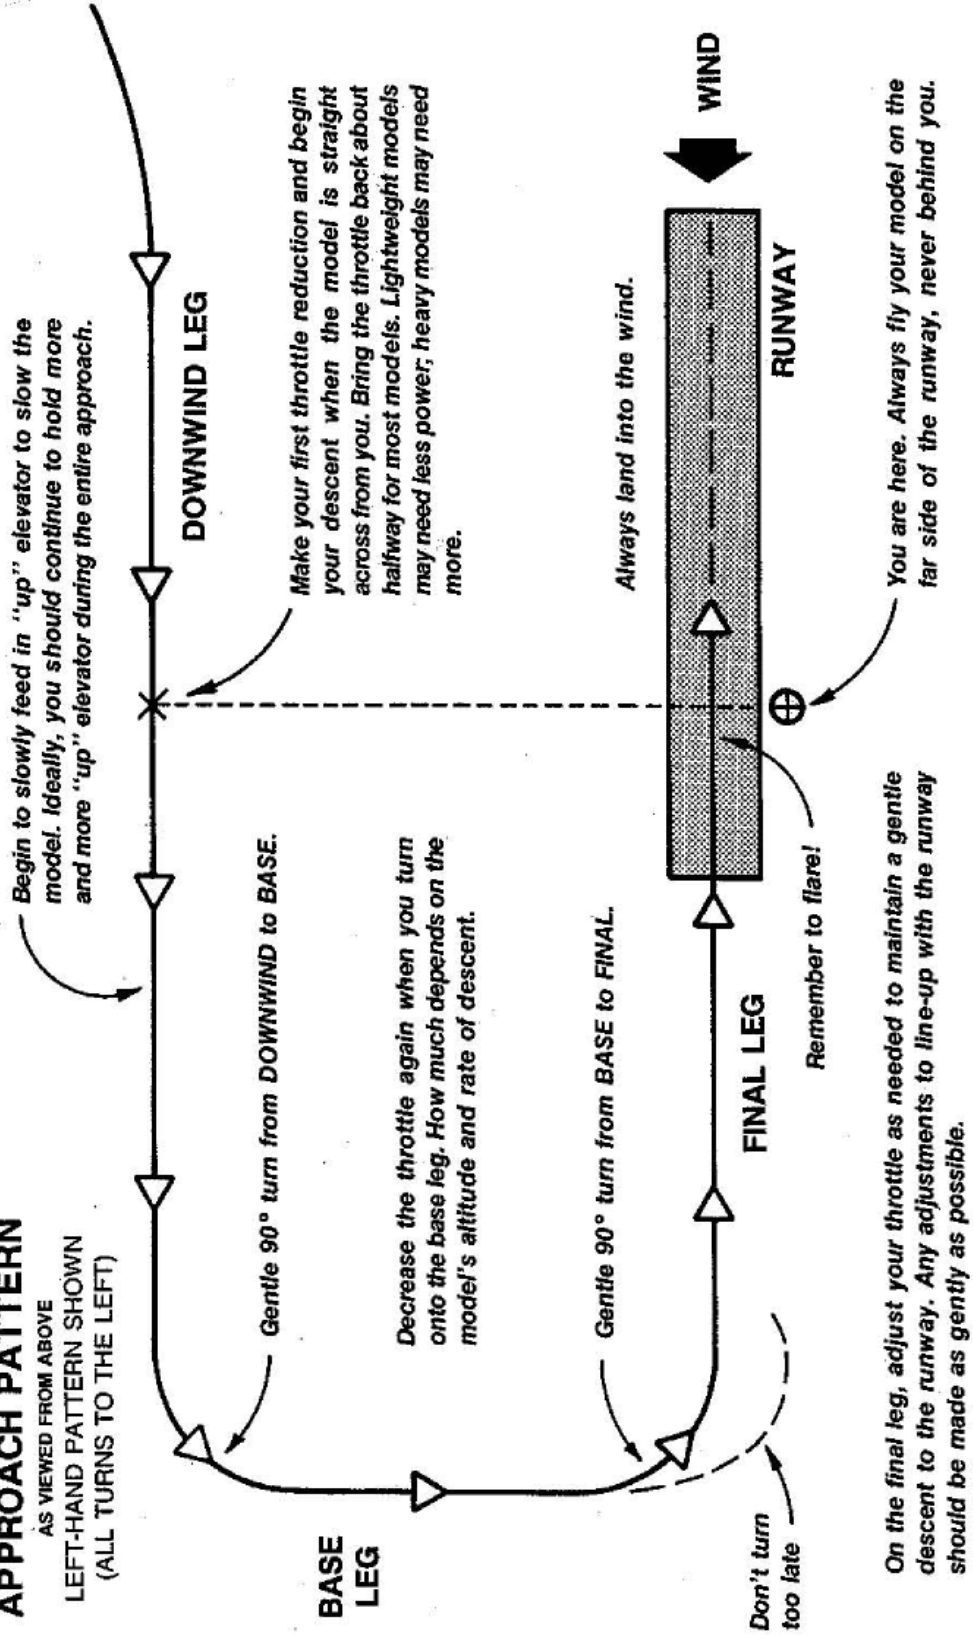 APPROACH PATTERN
AS VIEWED FROM ABOVE
LEFT-HAND PATTERN SHOWN
(ALL TURNS TO THE LEFT)
Begin to slowly feed in "up" elevator to slow the
model. Ideally, you should continue to hold more
and more "up" elevator during the entire approach.
DOWNWIND LEG
Make your first throttle reduction and begin
your descent when the model is straight
across from you. Bring the throttle back about
halfway for most models. Lightweight models
may need less power; heavy models may need
more.
Gentle 90° turn from DOWNWIND to BASE.
BASE
LEG
Decrease the throttle again when you turn
onto the base leg. How much depends on the
model's altitude and rate of descent.
Gentle 90° turn from BASE to FINAL.
Always land into the wind.
WIND
RUNWAY
FINAL LEG
Don't turn
too late
Remember to flare!
You are here. Always fly your model on the
far side of the runway, never behind you.
On the final leg, adjust your throttle as needed to maintain a gentle
descent to the runway. Any adjustments to line-up with the runway
should be made as gently as possible.